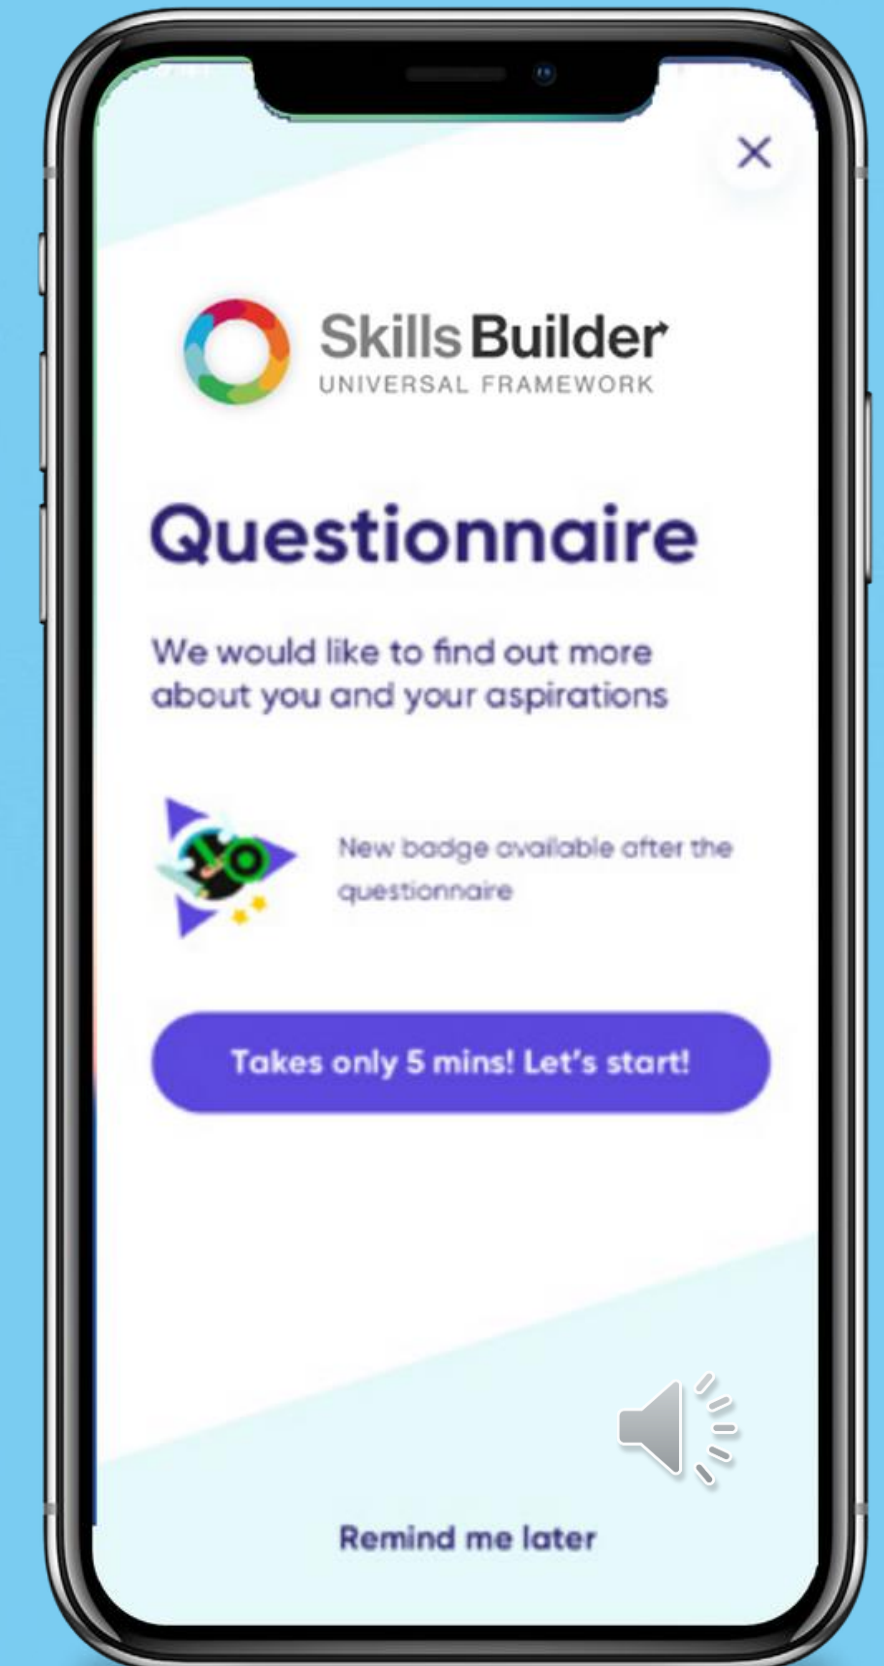 Skills Builder
UNIVERSAL FRAMEWORK
Questionnaire
We would like to find out more
about you and your aspirations
New badge available after the
questionnaire
Takes only 5 mins! Let's start!
Remind me later